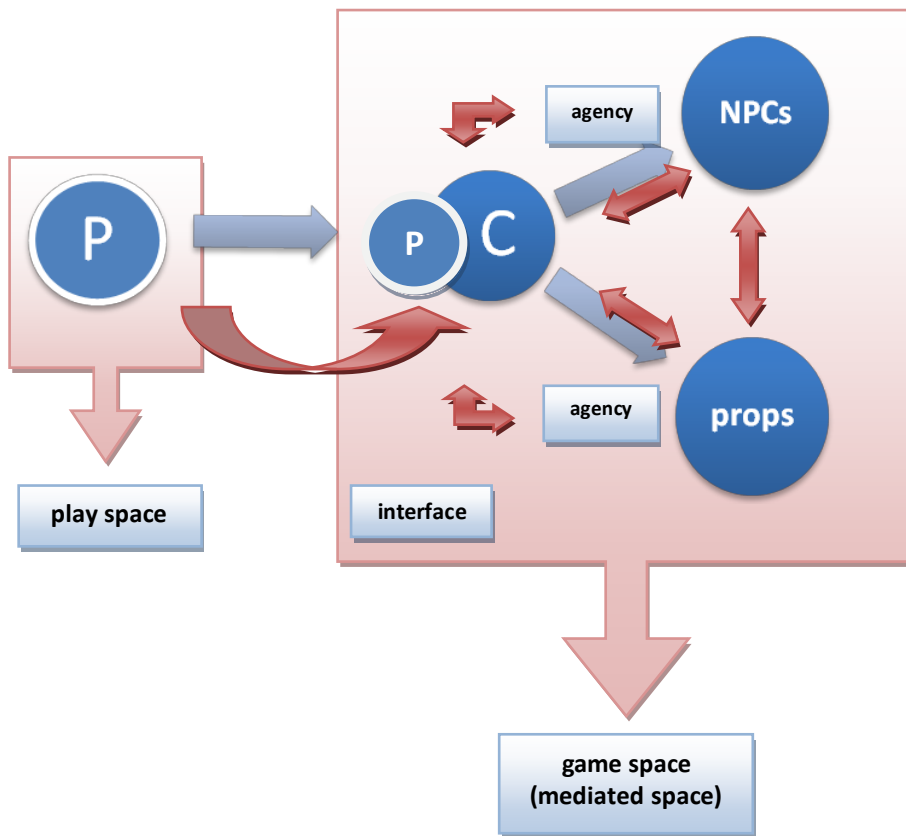 agency
NPCs
P
P
C
agency
props
play space
interface
game space
(mediated space)